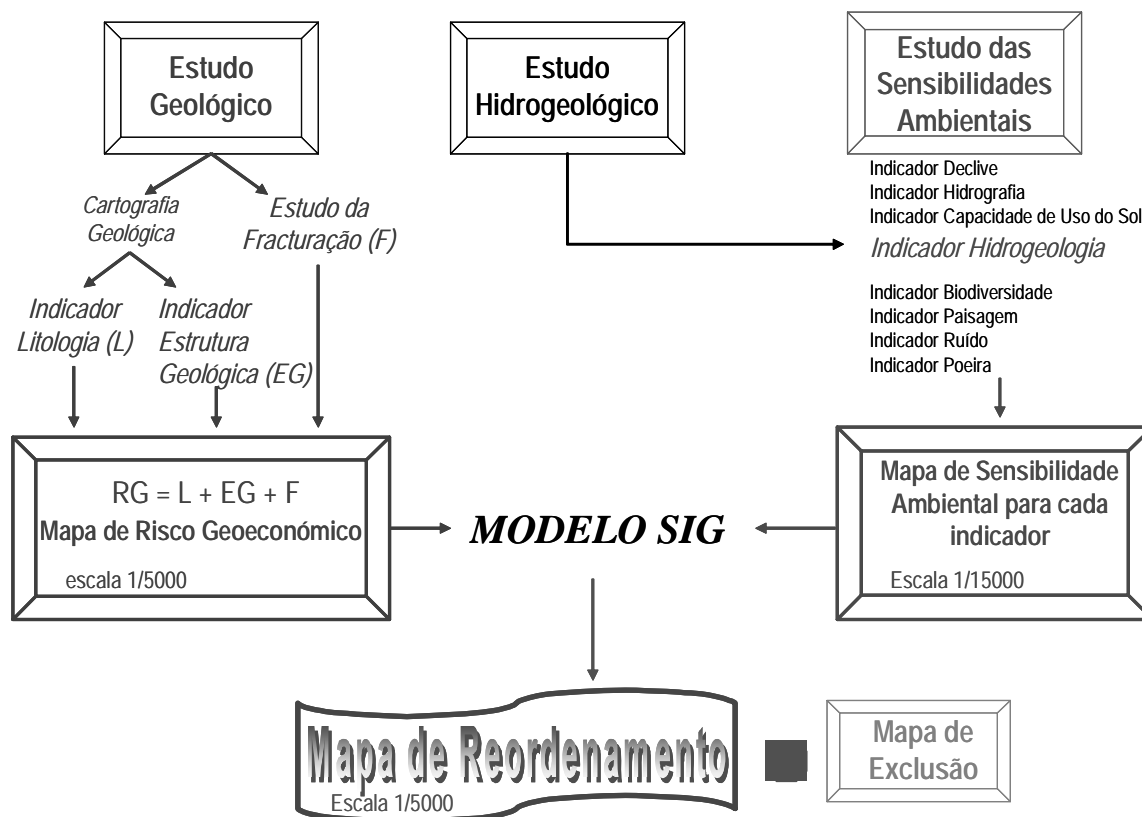 Estudo
Geológico
Estudo
Hidrogeológico
Estudo das
Sensibilidades
Ambientais
Cartografia
Geológica
Estudo da
Fracturação (F)
Indicador
Litologia (L)
Indicador
Estrutura
Geológica (EG)
Indicador Declive
Indicador Hidrografia
Indicador Capacidade de Uso do Sol
Indicador Hidrogeologia
Indicador Biodiversidade
Indicador Paisagem
Indicador Ruído
Indicador Poeira
RG = L + EG + F
Mapa de Risco Geoeconómico
escala 1/5000
MODELO SIG
Mapa de Sensibilidade
Ambiental para cada
indicador
Escala 1/15000
Mapa de Reordenamento
Escala 1/5000
Mapa de
Exclusão